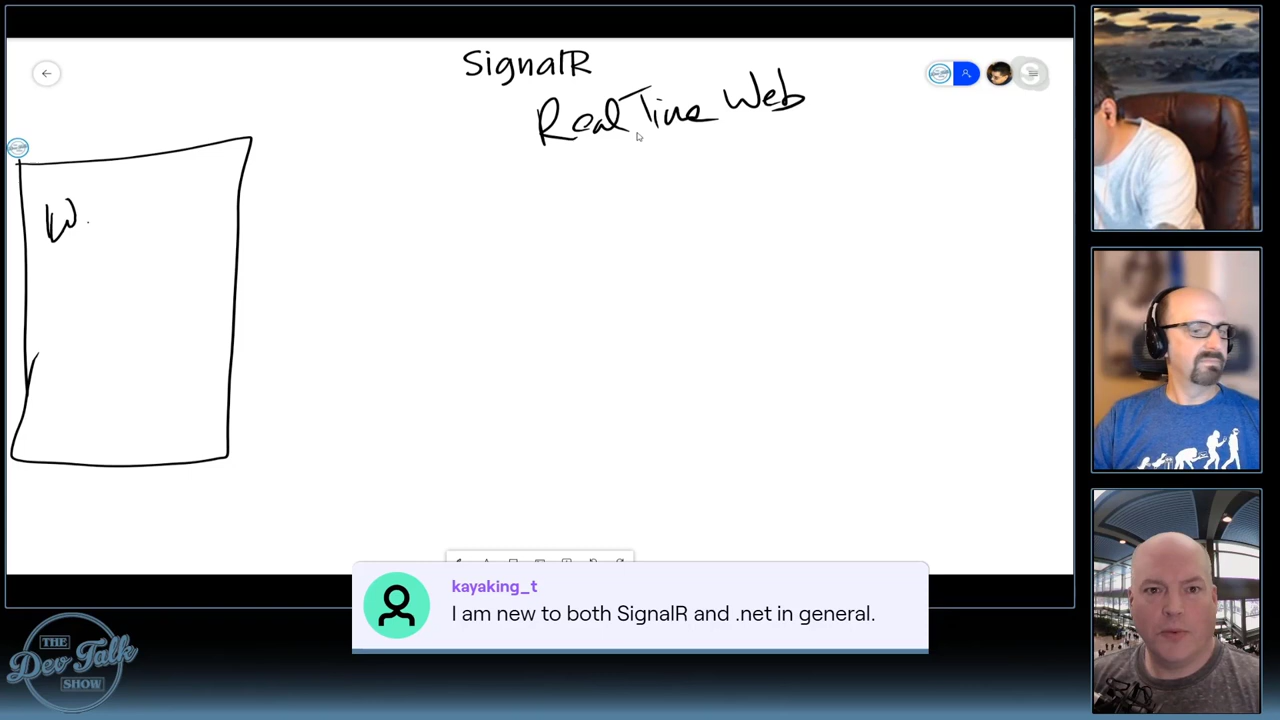 SignalR
Real Time Web
W
kayaking_t
I am new to both SignalR and .net in general.
THE
Dev Talk
SHOW